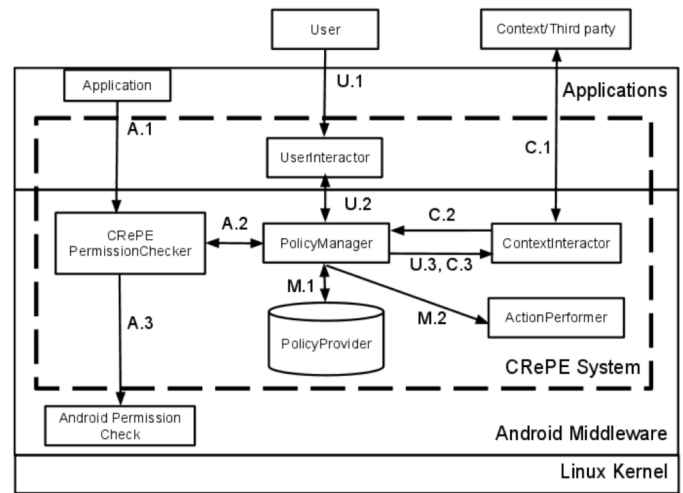 User
Context/Third party
Application
U.1
Applications
A.1
C.1
UserInteractor
U.2
CRePE
PermissionChecker
A.2
PolicyManager
C.2
ContextInteractor
U.3, C.3
M.1
A.3
M.2
ActionPerformer
PolicyProvider
CRePE System
Android Permission
Check
Android Middleware
Linux Kernel